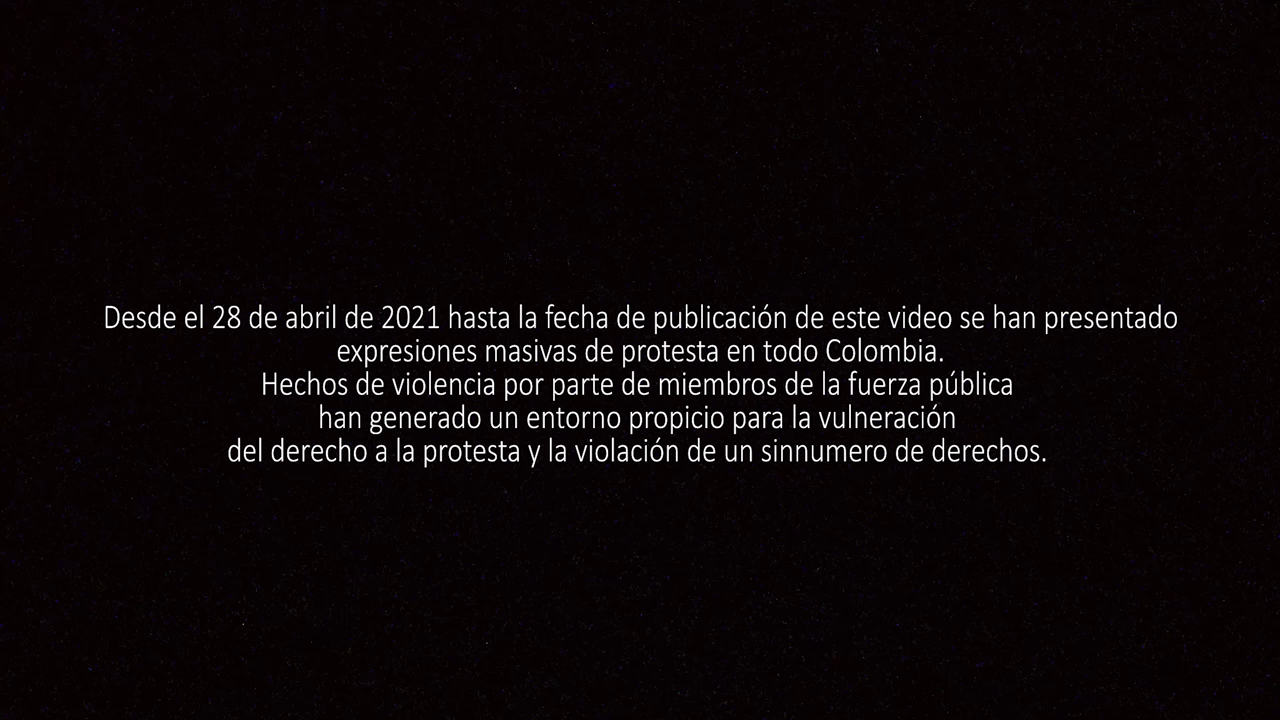 Desde el 28 de abril de 2021 hasta la fecha de publicación de este video se han presentado
expresiones masivas de protesta en todo Colombia.
Hechos de violencia por parte de miembros de la fuerza pública
han generado un entorno propicio para la vulneración
del derecho a la protesta y la violación de un sinnumero de derechos.